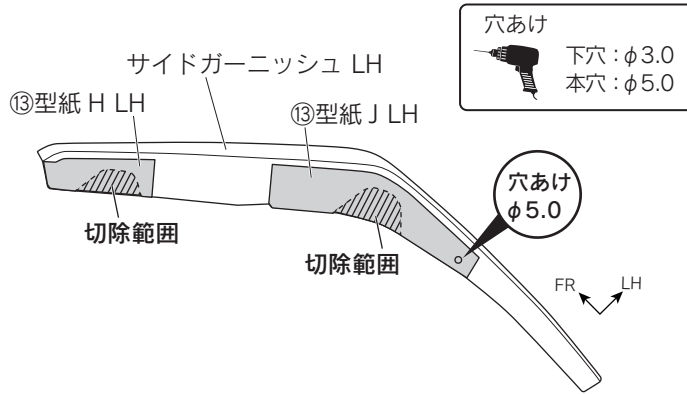 穴あけ
下穴：φ3.0
本穴：φ5.0
サイドガーニッシュ LH
⑬型紙 H LH
⑬型紙 J LH
穴あけ
φ5.0
切除範囲
切除範囲
FR
LH